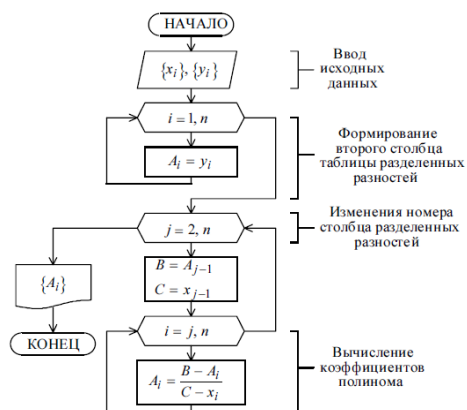 НАЧАЛО
{x_i}, {y_i}
Ввод
исходных
данных
i = 1, n
A_i = y_i
Формирование
второго столбца
таблицы разделенных
разностей
j = 2, n
Изменения номера
столбца разделенных
разностей
B = A_{j-1}
C = x_{j-1}
{A_i}
КОНЕЦ
i = j, n
A_i = \frac{B - A_i}{C - x_i}
Вычисление
коэффициентов
полинома